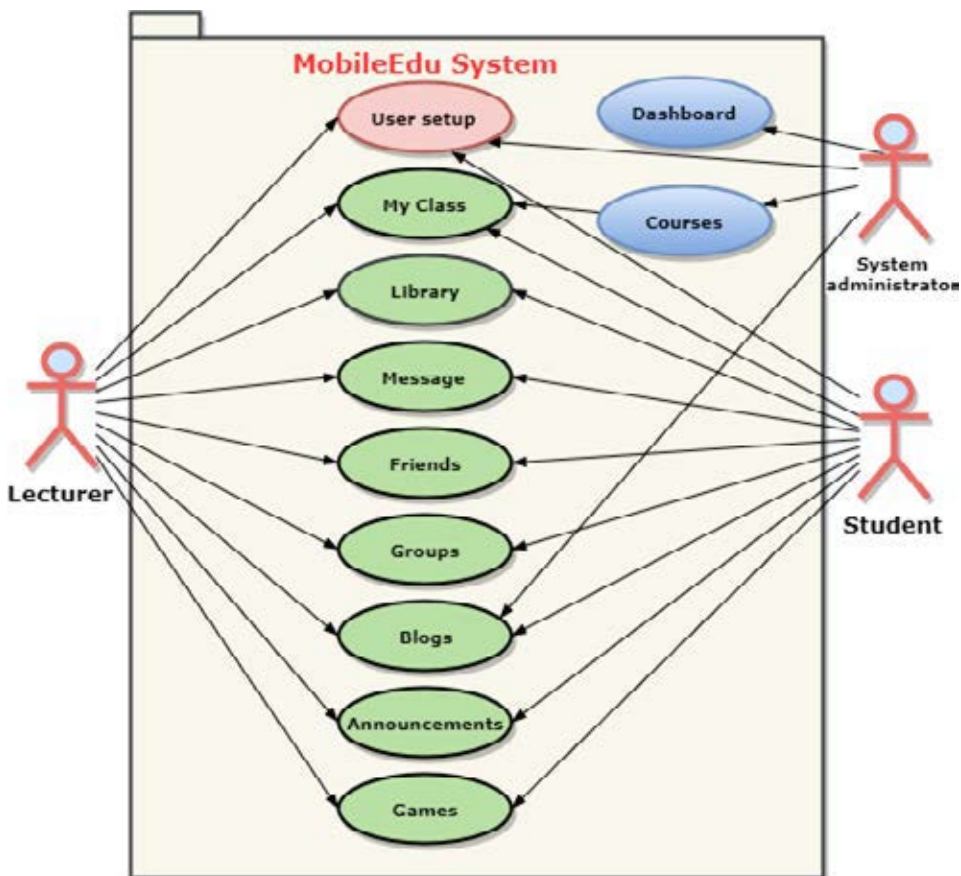 MobileEdu System
User setup
Dashboard
My Class
Courses
System
administrator
Library
Message
Lecturer
Friends
Student
Groups
Blogs
Announcements
Games